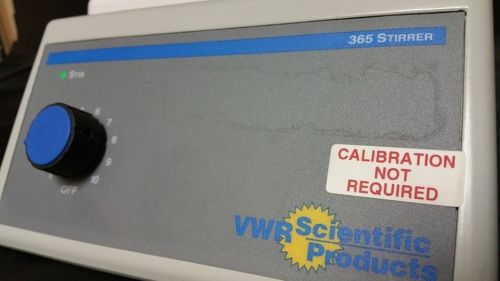 365 STIRRER
STIR
6
7
8
9
10
OFF
CALIBRATION
NOT
REQUIRED
VWR Scientific
Products